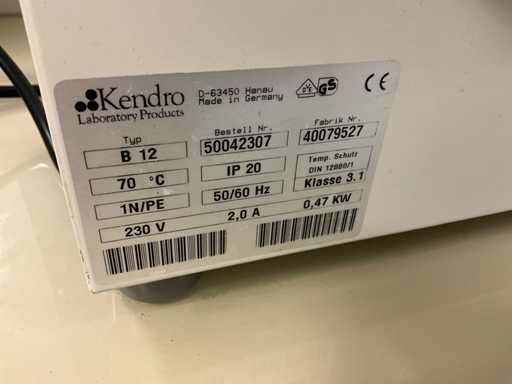 Kendro
Laboratory Products
D-63450 Hanau
Made in Germany
GS
CE
Typ
Bestell Nr.
Fabrik Nr.
B 12
50042307
40079527
70 °C
IP 20
Temp. Schutz
DIN 12880/1
Klasse 3.1
1N/PE
50/60 Hz
230 V
2,0 A
0,47 KW